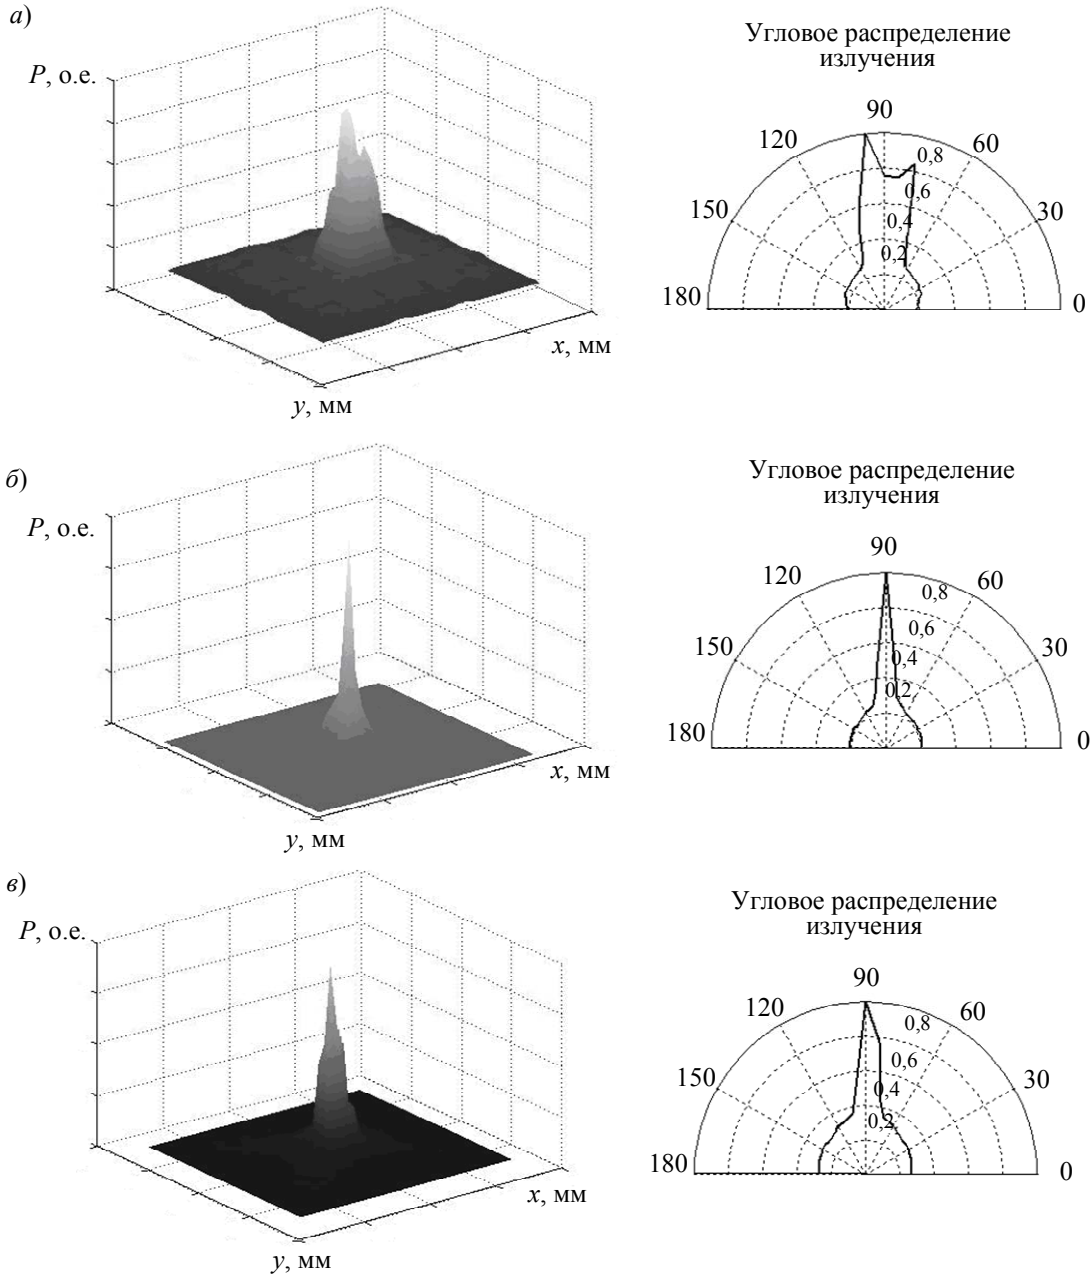 а)
P, о.е.
x, мм
y, мм
Угловое распределение
излучения
90
120
60
0,8
0,6
150
30
0,4
0,2
180
0
б)
P, о.е.
x, мм
y, мм
Угловое распределение
излучения
90
120
60
0,8
0,6
150
30
0,4
0,2
180
0
в)
P, о.е.
x, мм
y, мм
Угловое распределение
излучения
90
120
60
0,8
0,6
150
30
0,4
0,2
180
0